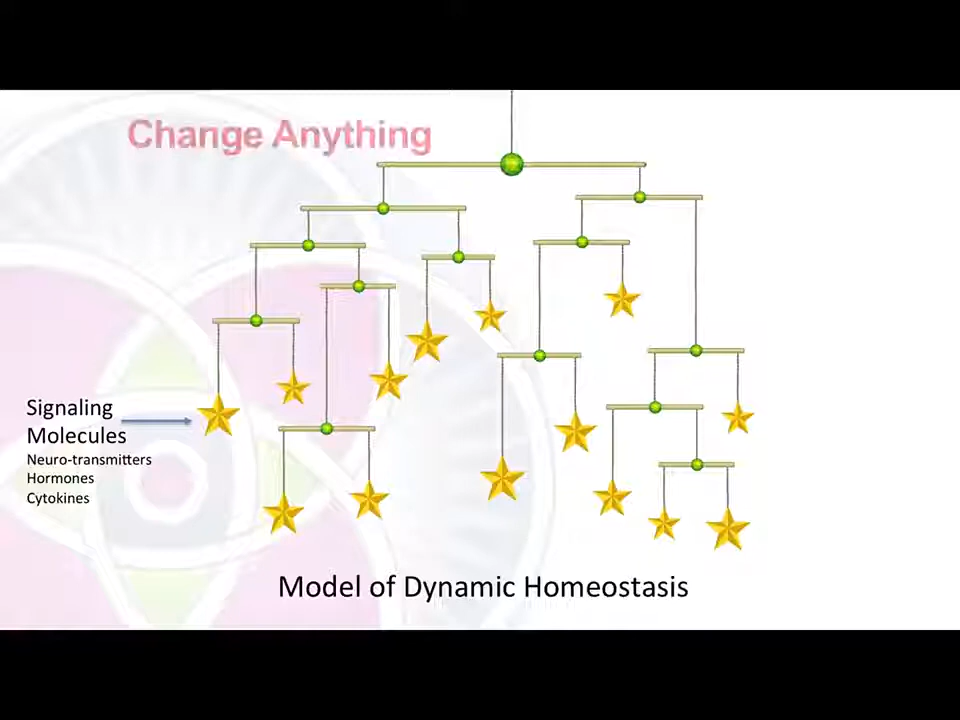 Change Anything
Signaling
Molecules
Neuro-transmitters
Hormones
Cytokines
Model of Dynamic Homeostasis